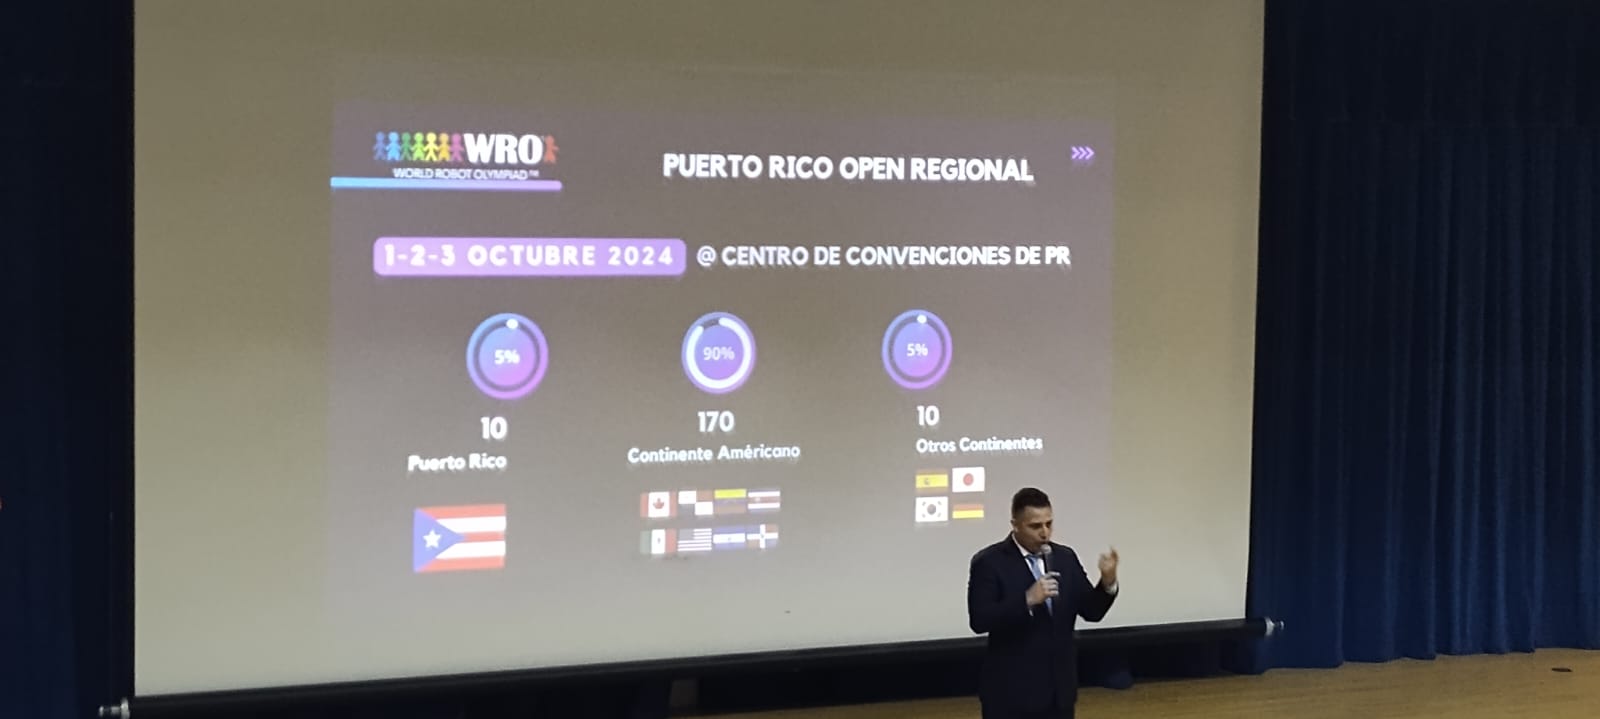 WRO
WORLD ROBOT OLYMPIAD™
PUERTO RICO OPEN REGIONAL
>>>
1-2-3 OCTUBRE 2024 @ CENTRO DE CONVENCIONES DE PR
5%
90%
5%
10
170
10
Puerto Rico
Continente Américano
Otros Continentes